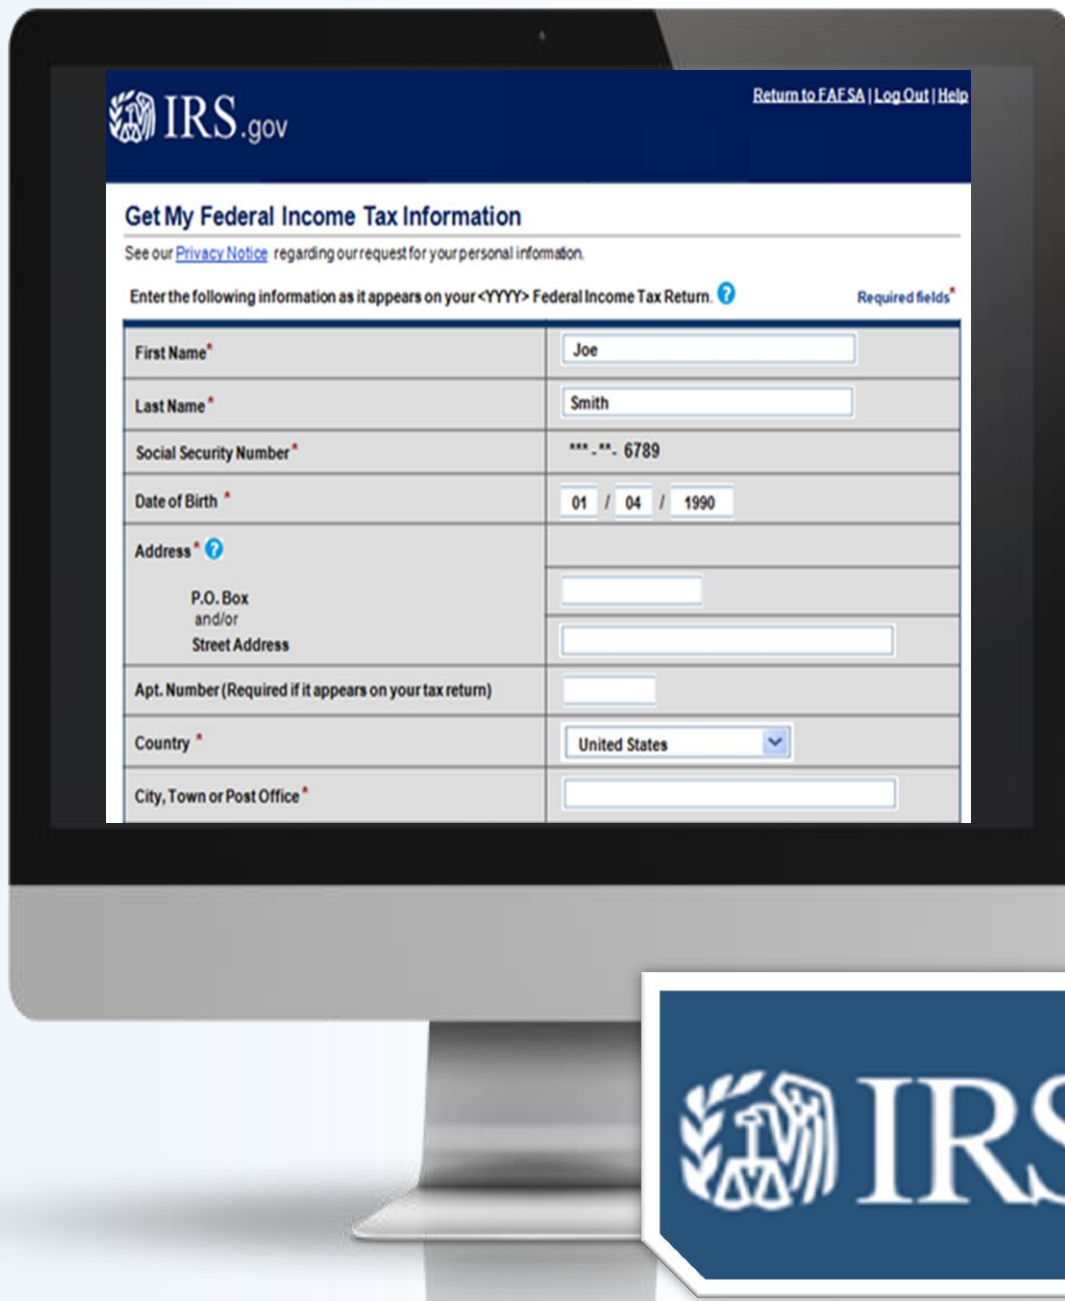 IRS.gov
Return to FAFSA | Log Out | Help
Get My Federal Income Tax Information
See our Privacy Notice regarding our request for your personal information.
Enter the following information as it appears on your <YYYY> Federal Income Tax Return. ?
Required fields*
First Name* Joe
Last Name* Smith
Social Security Number* ***-**- 6789
Date of Birth * 01 / 04 / 1990
Address* ?
P.O. Box
and/or
Street Address
Apt. Number (Required if it appears on your tax return)
Country * United States
City, Town or Post Office*
IRS